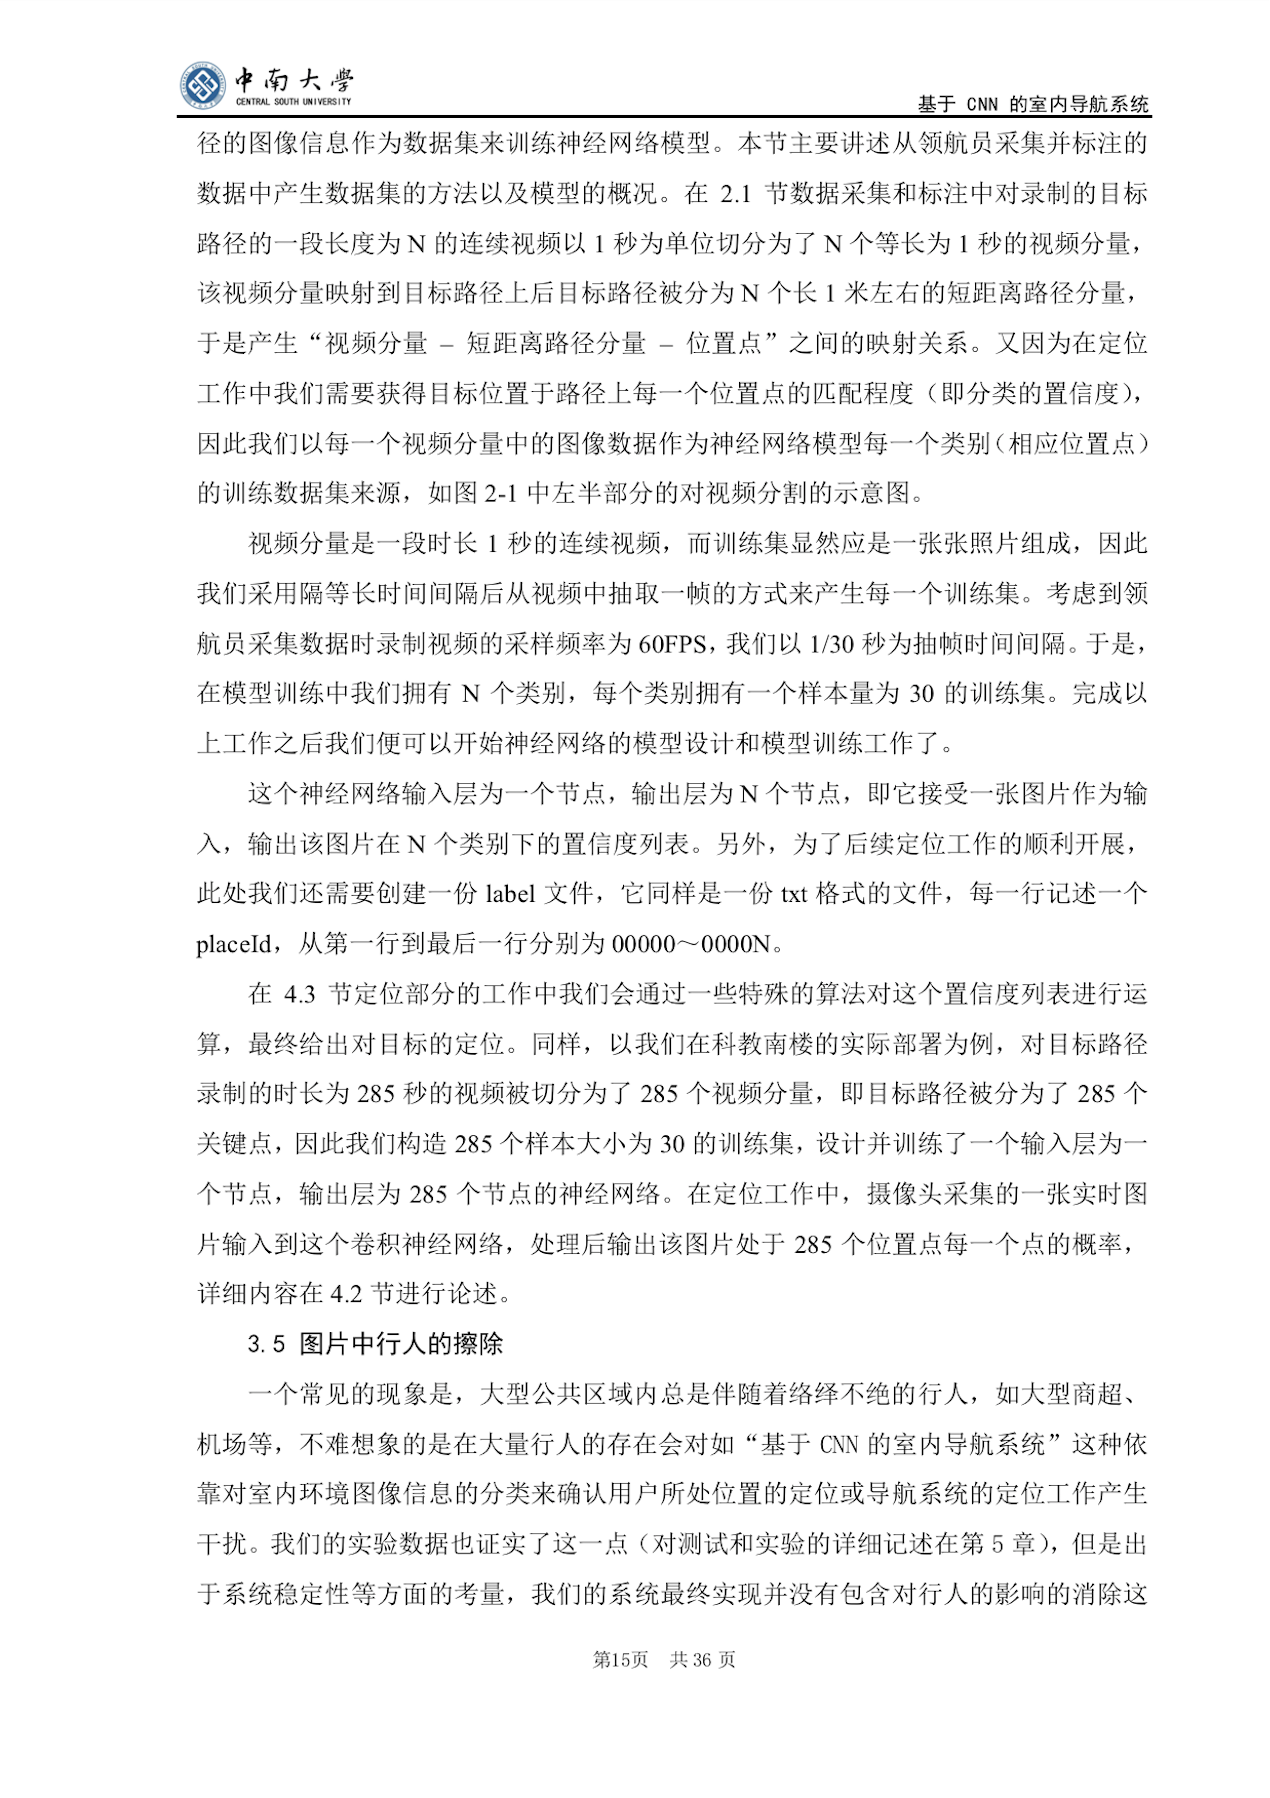 中南大学
CENTRAL SOUTH UNIVERSITY
基于 CNN 的室内导航系统
径的图像信息作为数据集来训练神经网络模型。本节主要讲述从领航员采集并标注的
数据中产生数据集的方法以及模型的概况。在 2.1 节数据采集和标注中对录制的目标
路径的一段长度为 N 的连续视频以 1 秒为单位切分为了 N 个等长为 1 秒的视频分量，
该视频分量映射到目标路径上后目标路径被分为 N 个长 1 米左右的短距离路径分量，
于是产生“视频分量 – 短距离路径分量 – 位置点”之间的映射关系。又因为在定位
工作中我们需要获得目标位置于路径上每一个位置点的匹配程度（即分类的置信度），
因此我们以每一个视频分量中的图像数据作为神经网络模型每一个类别（相应位置点）
的训练数据集来源，如图 2-1 中左半部分的对视频分割的示意图。
视频分量是一段时长 1 秒的连续视频，而训练集显然应是一张张照片组成，因此
我们采用隔等长时间间隔后从视频中抽取一帧的方式来产生每一个训练集。考虑到领
航员采集数据时录制视频的采样频率为 60FPS，我们以 1/30 秒为抽帧时间间隔。于是，
在模型训练中我们拥有 N 个类别，每个类别拥有一个样本量为 30 的训练集。完成以
上工作之后我们便可以开始神经网络的模型设计和模型训练工作了。
这个神经网络输入层为一个节点，输出层为 N 个节点，即它接受一张图片作为输
入，输出该图片在 N 个类别下的置信度列表。另外，为了后续定位工作的顺利开展，
此处我们还需要创建一份 label 文件，它同样是一份 txt 格式的文件，每一行记述一个
placeId，从第一行到最后一行分别为 00000～0000N。
在 4.3 节定位部分的工作中我们会通过一些特殊的算法对这个置信度列表进行运
算，最终给出对目标的定位。同样，以我们在科教南楼的实际部署为例，对目标路径
录制的时长为 285 秒的视频被切分为了 285 个视频分量，即目标路径被分为了 285 个
关键点，因此我们构造 285 个样本大小为 30 的训练集，设计并训练了一个输入层为一
个节点，输出层为 285 个节点的神经网络。在定位工作中，摄像头采集的一张实时图
片输入到这个卷积神经网络，处理后输出该图片处于 285 个位置点每一个点的概率，
详细内容在 4.2 节进行论述。
3.5 图片中行人的擦除
一个常见的现象是，大型公共区域内总是伴随着络绎不绝的行人，如大型商超、
机场等，不难想象的是在大量行人的存在会对如“基于 CNN 的室内导航系统”这种依
靠对室内环境图像信息的分类来确认用户所处位置的定位或导航系统的定位工作产生
干扰。我们的实验数据也证实了这一点（对测试和实验的详细记述在第 5 章），但是出
于系统稳定性等方面的考量，我们的系统最终实现并没有包含对行人的影响的消除这
第15页 共 36 页